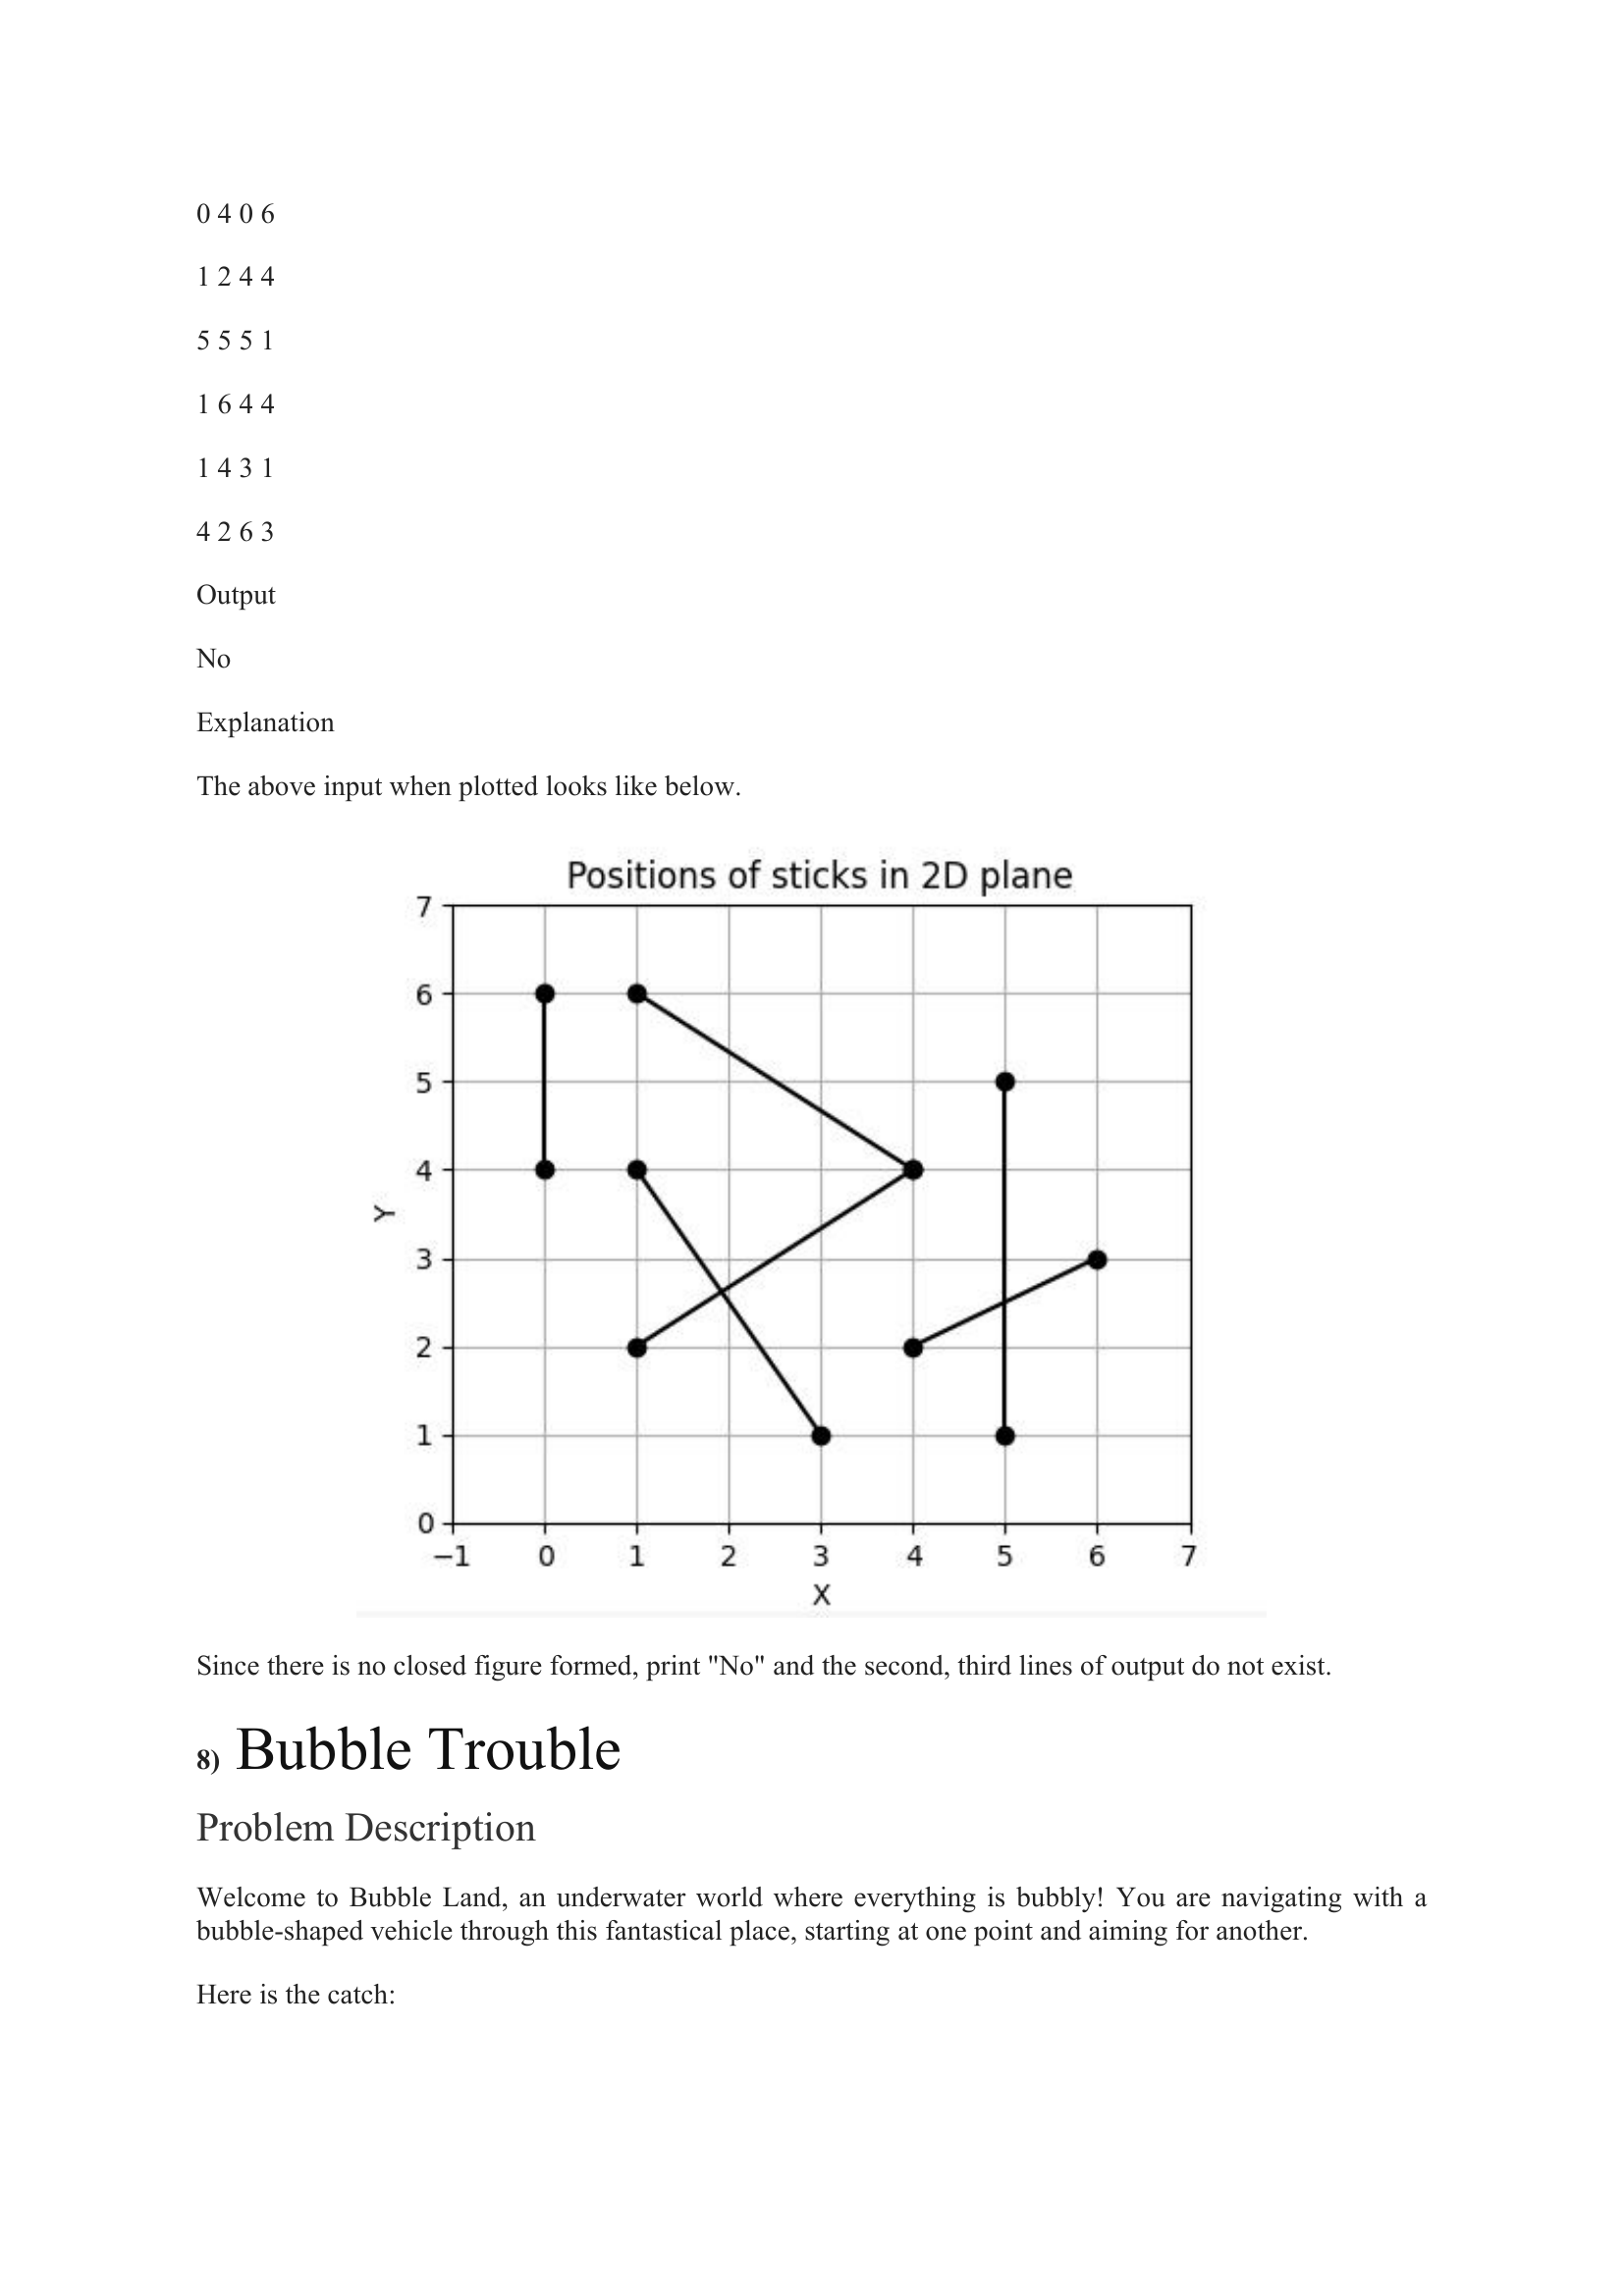 0 4 0 6
1 2 4 4
5 5 5 1
1 6 4 4
1 4 3 1
4 2 6 3
Output
No
Explanation
The above input when plotted looks like below.
Positions of sticks in 2D plane
7
6
5
4
3
2
1
0
Y
−1 0 1 2 3 4 5 6 7
X
Since there is no closed figure formed, print "No" and the second, third lines of output do not exist.
8) Bubble Trouble
Problem Description
Welcome to Bubble Land, an underwater world where everything is bubbly! You are navigating with a
bubble-shaped vehicle through this fantastical place, starting at one point and aiming for another.
Here is the catch: